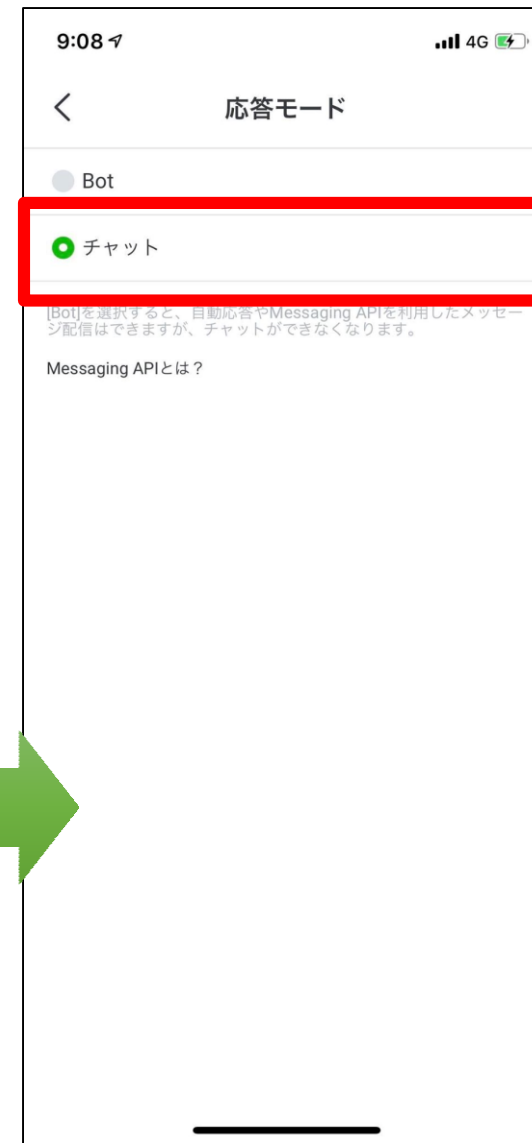 9:08
4G
応答モード
Bot
チャット
[Bot]を選択すると、自動応答やMessaging APIを利用したメッセー
ジ配信はできますが、チャットができなくなります。
Messaging APIとは？